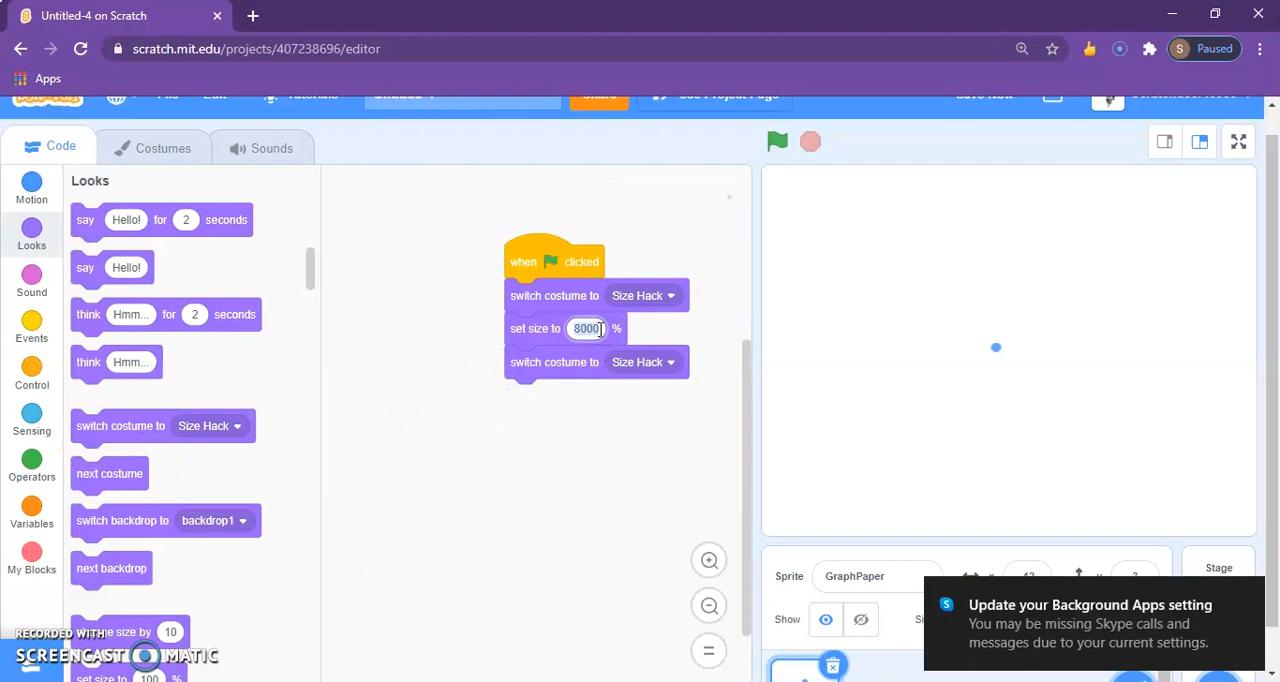 Untitled-4 on Scratch
scratch.mit.edu/projects/407238696/editor
S Paused
Apps
Code
Costumes
Sounds
Motion
Looks
Sound
Events
Control
Sensing
Operators
Variables
My Blocks
Looks
say Hello! for 2 seconds
say Hello!
think Hmm... for 2 seconds
think Hmm...
switch costume to Size Hack
next costume
switch backdrop to backdrop1
next backdrop
size by 10
set size to 100 %
when clicked
switch costume to Size Hack
set size to 8000 %
switch costume to Size Hack
Sprite
GraphPaper
Show
Stage
Update your Background Apps setting
You may be missing Skype calls and
messages due to your current settings.
RECORDED WITH
SCREENCAST MATIC